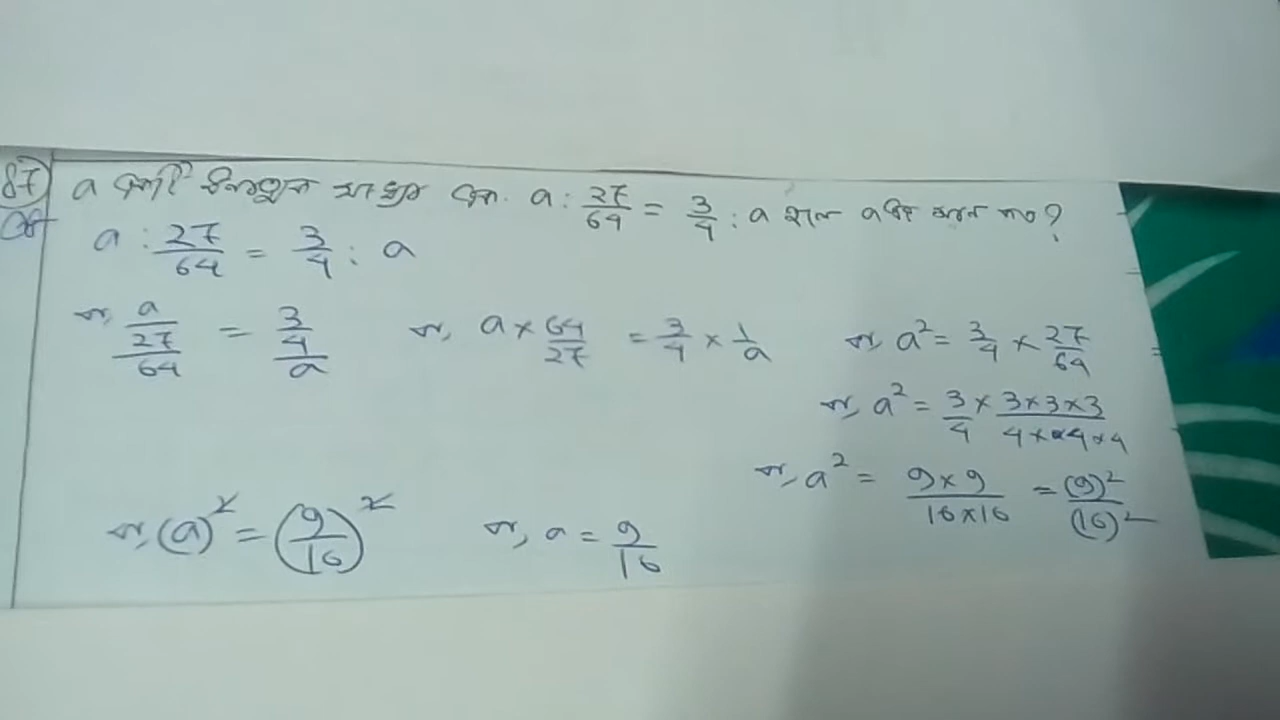 87) a একটি ধনাত্মক সংখ্যা এবং a : 27/64 = 3/4 : a হলে a এর মান কত?
a : 27/64 = 3/4 : a
বা, a/(27/64) = (3/4)/a বা, a × 64/27 = 3/4 × 1/a বা, a² = 3/4 × 27/64
বা, a² = 3/4 × (3×3×3)/(4×4×4)
বা, a² = (9×9)/(16×16) = (9)²/(16)²
বা, (a)² = (9/16)² বা, a = 9/16